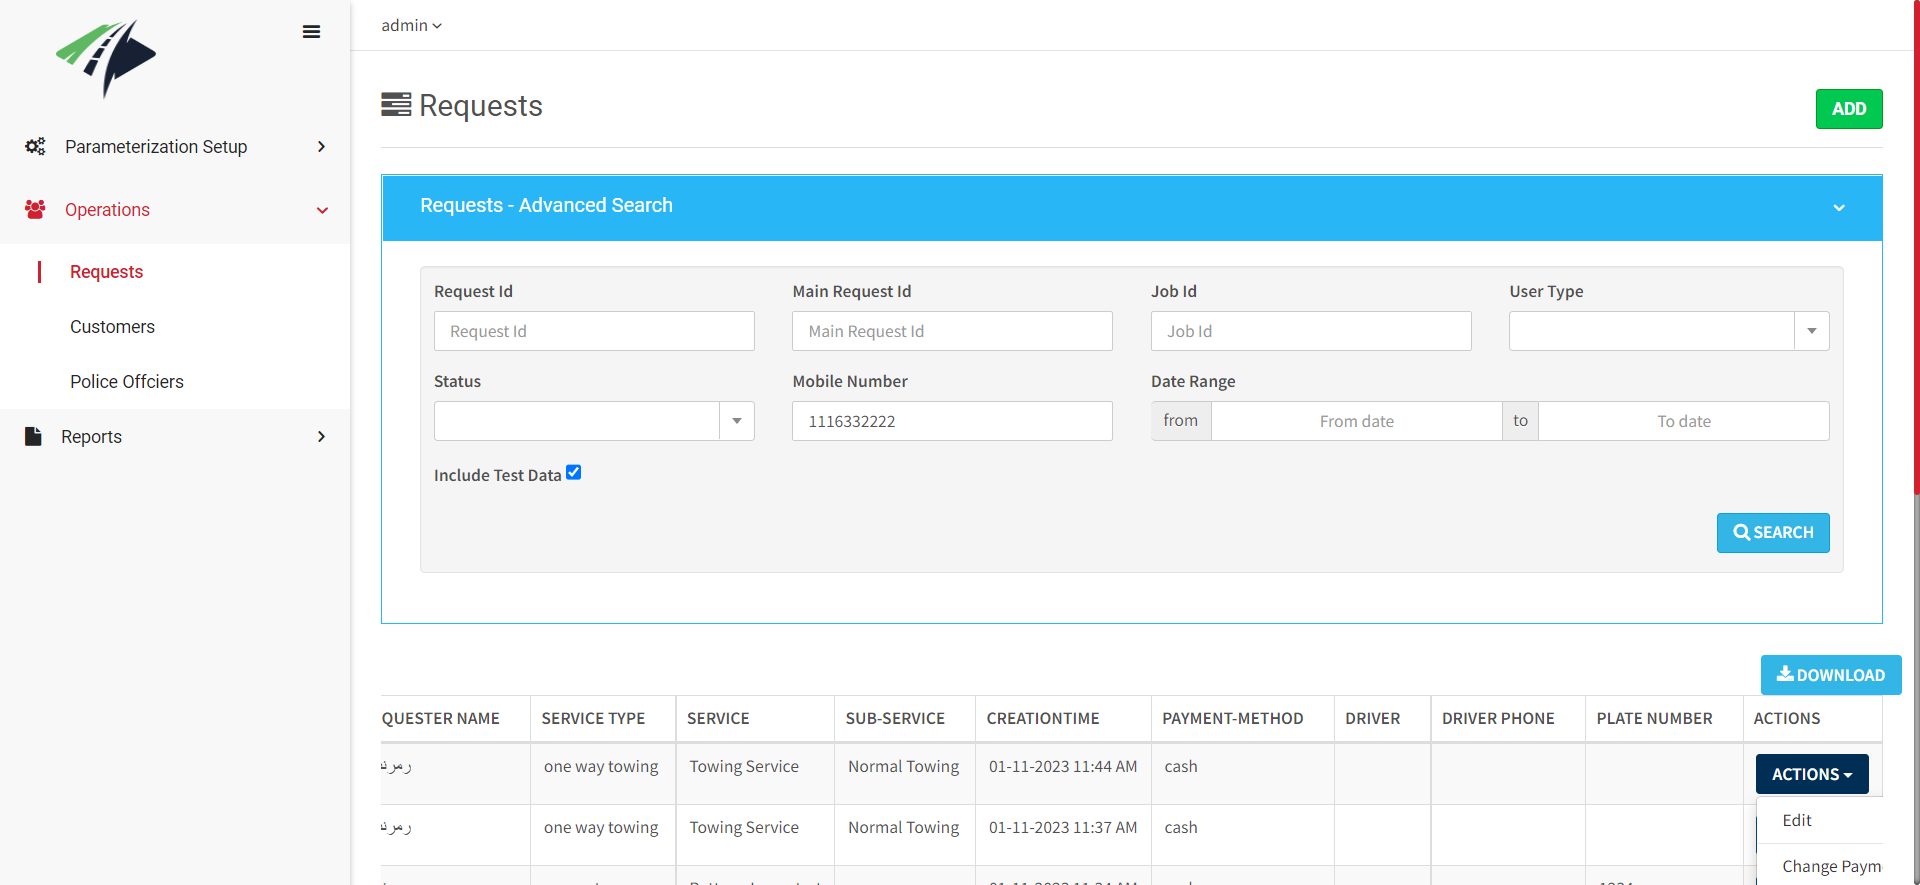 admin
Requests
ADD
Parameterization Setup
Operations
Requests
Customers
Police Offciers
Reports
Requests - Advanced Search
Request Id
Main Request Id
Job Id
User Type
Request Id
Main Request Id
Job Id
Status
Mobile Number
Date Range
1116332222
from
From date
to
To date
Include Test Data
SEARCH
DOWNLOAD
QUESTER NAME SERVICE TYPE SERVICE SUB-SERVICE CREATIONTIME PAYMENT-METHOD DRIVER DRIVER PHONE PLATE NUMBER ACTIONS
one way towing Towing Service Normal Towing 01-11-2023 11:44 AM cash ACTIONS
Edit
one way towing Towing Service Normal Towing 01-11-2023 11:37 AM cash
Change Paym